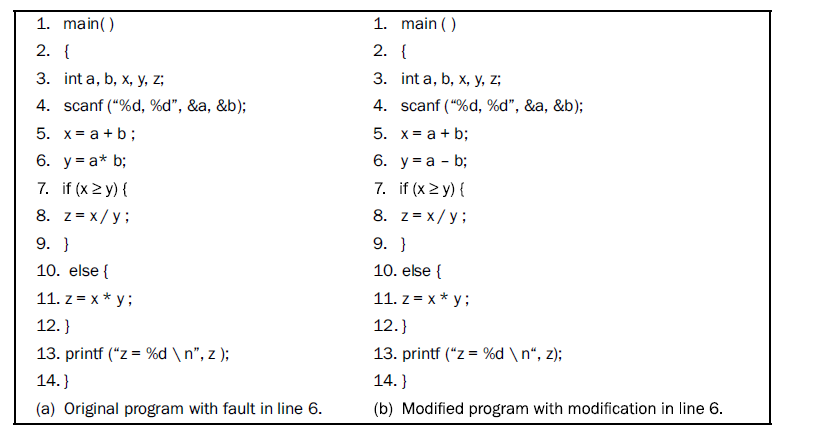 1. main( )
2. {
3. int a, b, x, y, z;
4. scanf (“%d, %d”, &a, &b);
5. x = a + b ;
6. y = a* b;
7. if (x ≥ y) {
8. z = x / y ;
9. }
10. else {
11. z = x * y ;
12. }
13. printf (“z = %d \ n”, z );
14. }
(a) Original program with fault in line 6.
1. main ( )
2. {
3. int a, b, x, y, z;
4. scanf (“%d, %d”, &a, &b);
5. x = a + b;
6. y = a – b;
7. if (x ≥ y) {
8. z = x / y ;
9. }
10. else {
11. z = x * y ;
12. }
13. printf (“z = %d \ n“, z);
14. }
(b) Modified program with modification in line 6.